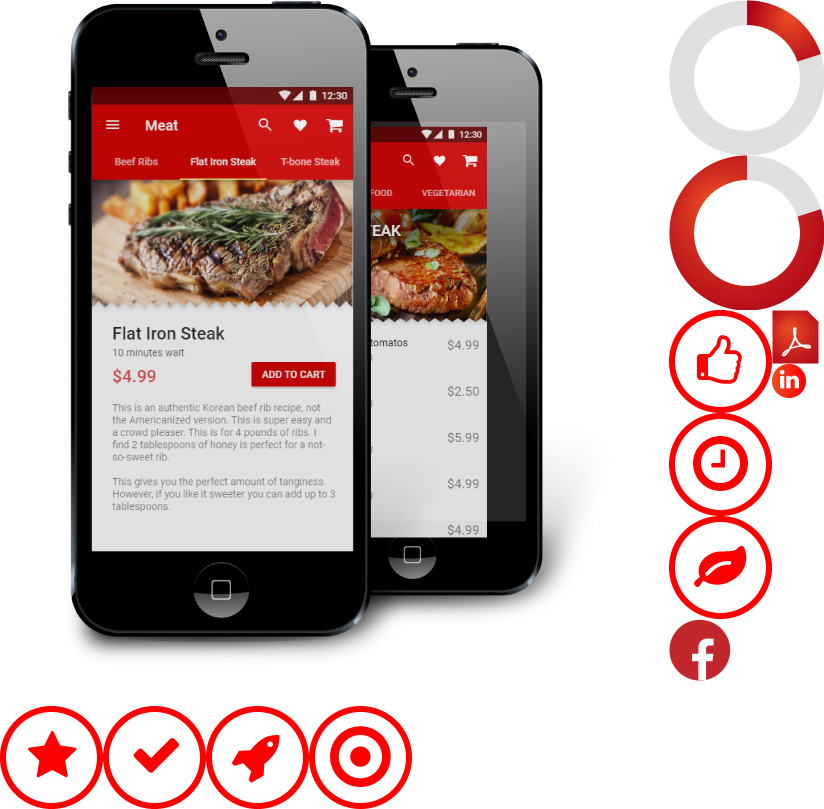 12:30
Meat
Beef Ribs Flat Iron Steak T-bone Steak
Flat Iron Steak
10 minutes wait
$4.99
ADD TO CART
This is an authentic Korean beef rib recipe, not
the Americanized version. This is super easy and
a crowd pleaser. This is for 4 pounds of ribs. I
find 2 tablespoons of honey is perfect for a not-
so-sweet rib.
This gives you the perfect amount of tanginess.
However, if you like it sweeter you can add up to 3
tablespoons.
12:30
FOOD VEGETARIAN
EAK
tomatos $4.99
$2.50
$5.99
$4.99
$4.99
in
f